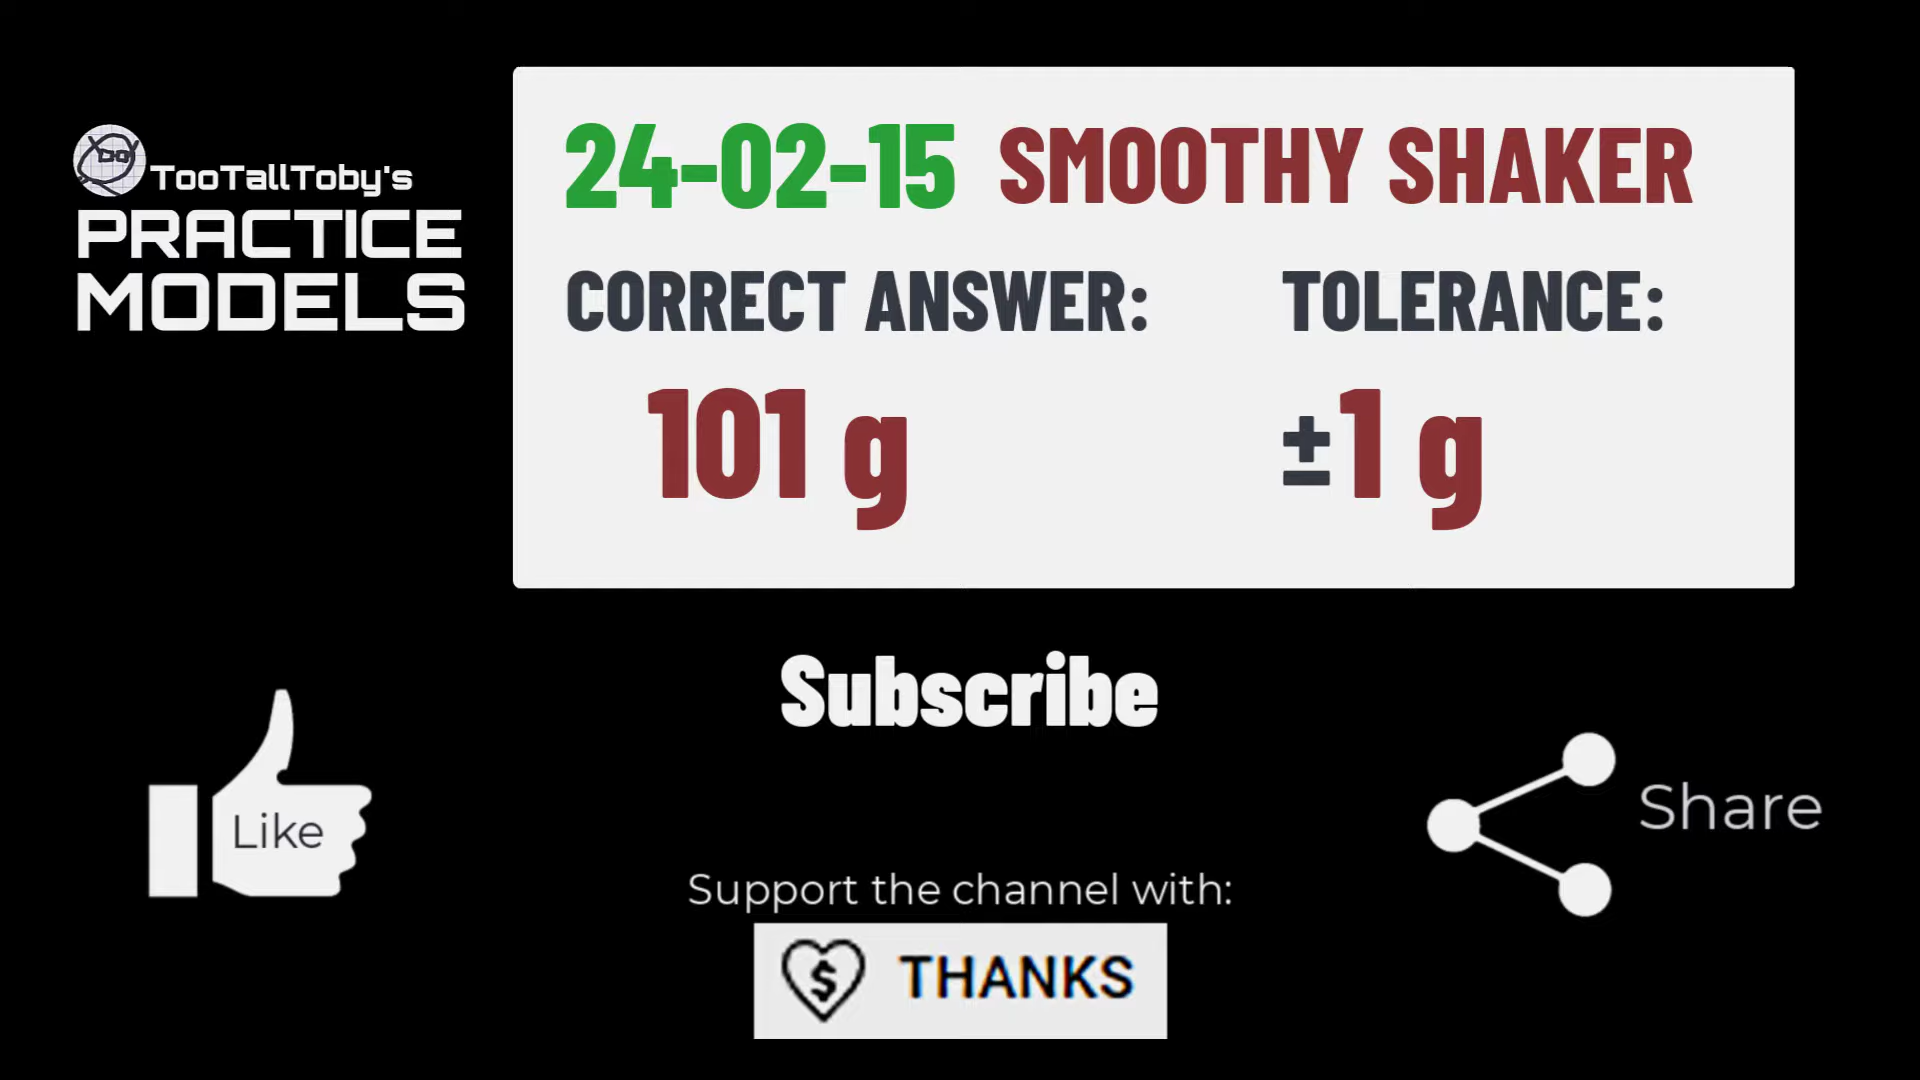 TooTallToby's
PRACTICE
MODELS
24-02-15 SMOOTHY SHAKER
CORRECT ANSWER: TOLERANCE:
101 g ±1 g
Subscribe
Like
Share
Support the channel with:
$ THANKS